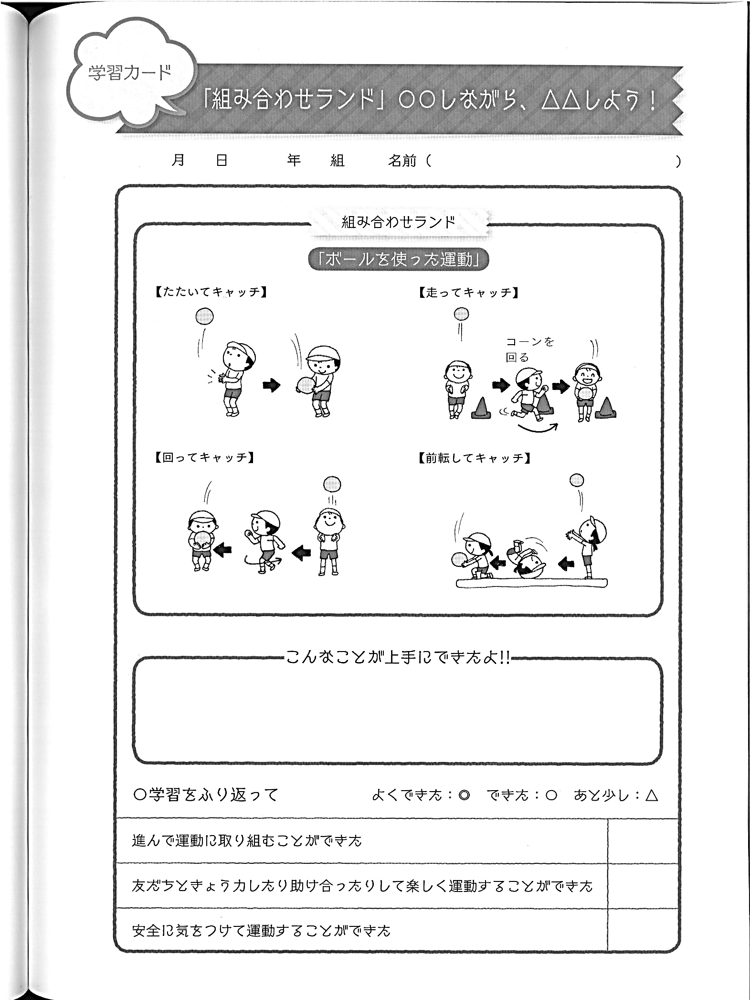 学習カード
「組み合わせランド」○○しながら、△△しよう！
月　日　年　組　名前（　）
組み合わせランド
「ボールを使った運動」
【たたいてキャッチ】
【走ってキャッチ】
コーンを
回る
【回ってキャッチ】
【前転してキャッチ】
こんなことが上手にできたよ!!
○学習をふり返って　よくできた：◎　できた：○　あと少し：△
進んで運動に取り組むことができた
友だちときょう力したり助け合ったりして楽しく運動することができた
安全に気をつけて運動することができた